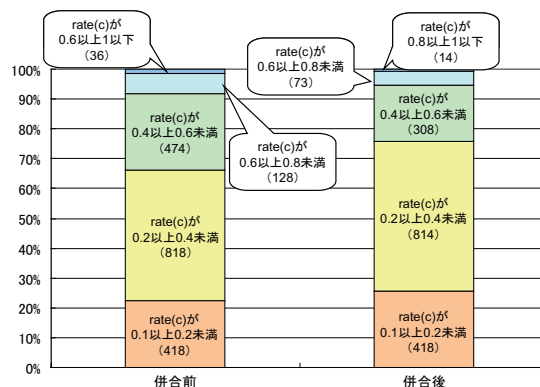 rate(c)が
0.6以上1以下
(36)
rate(c)が
0.6以上0.8未満
(73)
rate(c)が
0.8以上1以下
(14)
100%
90%
80%
70%
60%
50%
40%
30%
20%
10%
0%
rate(c)が
0.4以上0.6未満
(474)
rate(c)が
0.6以上0.8未満
(128)
rate(c)が
0.2以上0.4未満
(818)
rate(c)が
0.1以上0.2未満
(418)
rate(c)が
0.4以上0.6未満
(308)
rate(c)が
0.2以上0.4未満
(814)
rate(c)が
0.1以上0.2未満
(418)
併合前
併合後